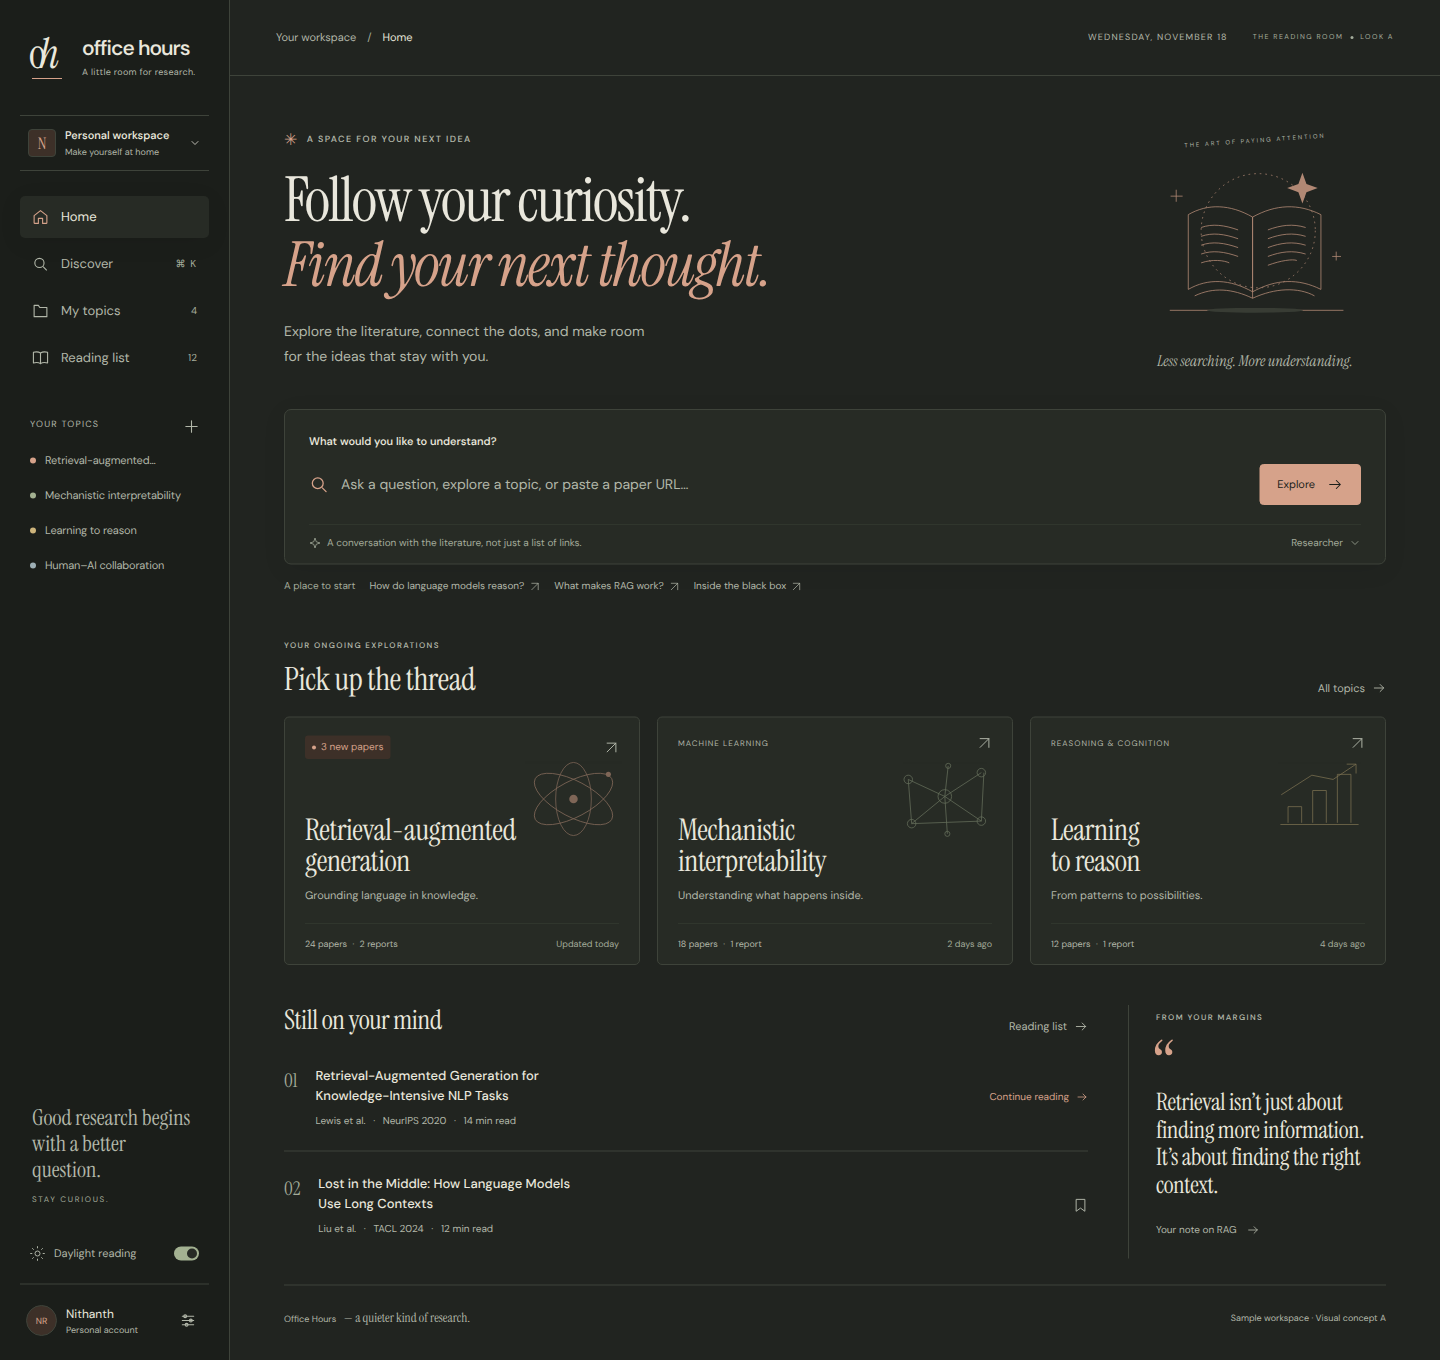 oh
office hours
A little room for research.
N
Personal workspace
Make yourself at home
Home
Discover
⌘ K
My topics
4
Reading list
12
YOUR TOPICS
Retrieval-augmented...
Mechanistic interpretability
Learning to reason
Human–AI collaboration
Good research begins
with a better
question.
STAY CURIOUS.
Daylight reading
NR
Nithanth
Personal account
Your workspace / Home
WEDNESDAY, NOVEMBER 18
THE READING ROOM • LOOK A
A SPACE FOR YOUR NEXT IDEA
Follow your curiosity.
Find your next thought.
Explore the literature, connect the dots, and make room
for the ideas that stay with you.
THE ART OF PAYING ATTENTION
Less searching. More understanding.
What would you like to understand?
Ask a question, explore a topic, or paste a paper URL...
Explore
A conversation with the literature, not just a list of links.
Researcher
A place to start
How do language models reason?
What makes RAG work?
Inside the black box
YOUR ONGOING EXPLORATIONS
Pick up the thread
All topics
3 new papers
Retrieval-augmented
generation
Grounding language in knowledge.
24 papers · 2 reports
Updated today
MACHINE LEARNING
Mechanistic
interpretability
Understanding what happens inside.
18 papers · 1 report
2 days ago
REASONING & COGNITION
Learning
to reason
From patterns to possibilities.
12 papers · 1 report
4 days ago
Still on your mind
Reading list
01
Retrieval-Augmented Generation for
Knowledge-Intensive NLP Tasks
Lewis et al. · NeurIPS 2020 · 14 min read
Continue reading
02
Lost in the Middle: How Language Models
Use Long Contexts
Liu et al. · TACL 2024 · 12 min read
FROM YOUR MARGINS
“
Retrieval isn’t just about
finding more information.
It’s about finding the right
context.
Your note on RAG
Office Hours — a quieter kind of research.
Sample workspace · Visual concept A